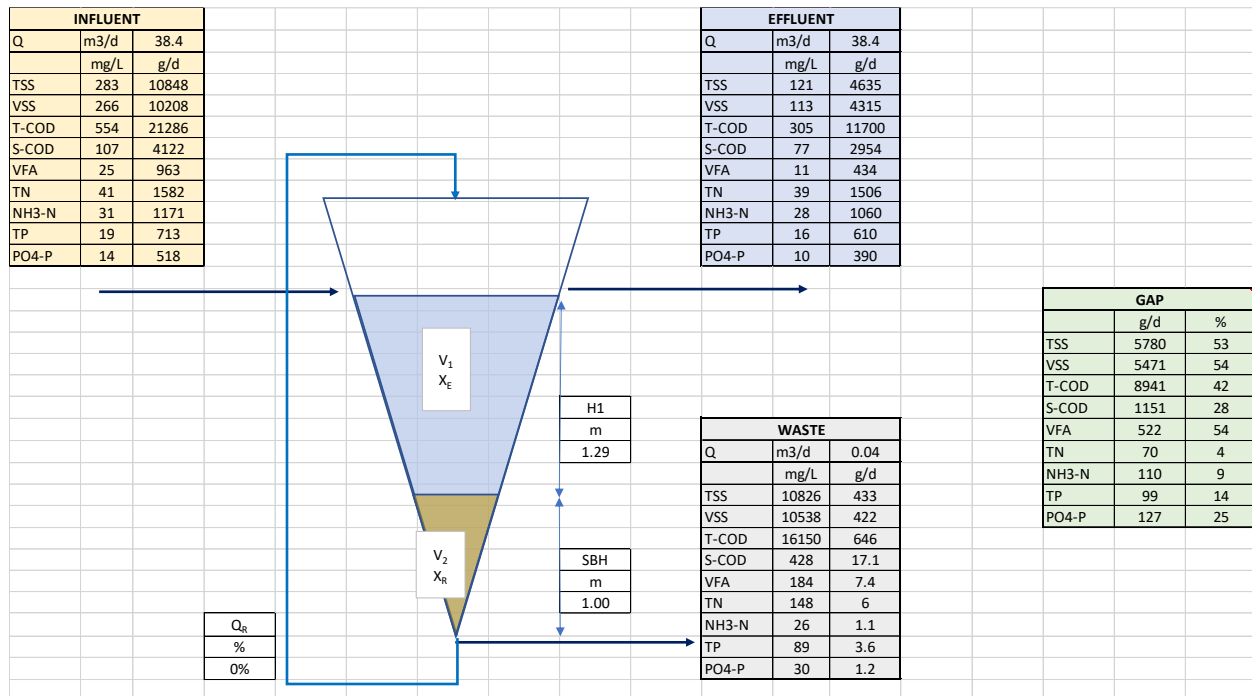 INFLUENT
Q m3/d 38.4
mg/L g/d
TSS 283 10848
VSS 266 10208
T-COD 554 21286
S-COD 107 4122
VFA 25 963
TN 41 1582
NH3-N 31 1171
TP 19 713
PO4-P 14 518
EFFLUENT
Q m3/d 38.4
mg/L g/d
TSS 121 4635
VSS 113 4315
T-COD 305 11700
S-COD 77 2954
VFA 11 434
TN 39 1506
NH3-N 28 1060
TP 16 610
PO4-P 10 390
GAP
g/d %
TSS 5780 53
VSS 5471 54
T-COD 8941 42
S-COD 1151 28
VFA 522 54
TN 70 4
NH3-N 110 9
TP 99 14
PO4-P 127 25
V1
XE
H1
m
1.29
WASTE
Q m3/d 0.04
mg/L g/d
TSS 10826 433
VSS 10538 422
T-COD 16150 646
S-COD 428 17.1
VFA 184 7.4
TN 148 6
NH3-N 26 1.1
TP 89 3.6
PO4-P 30 1.2
V2
XR
SBH
m
1.00
QR
%
0%